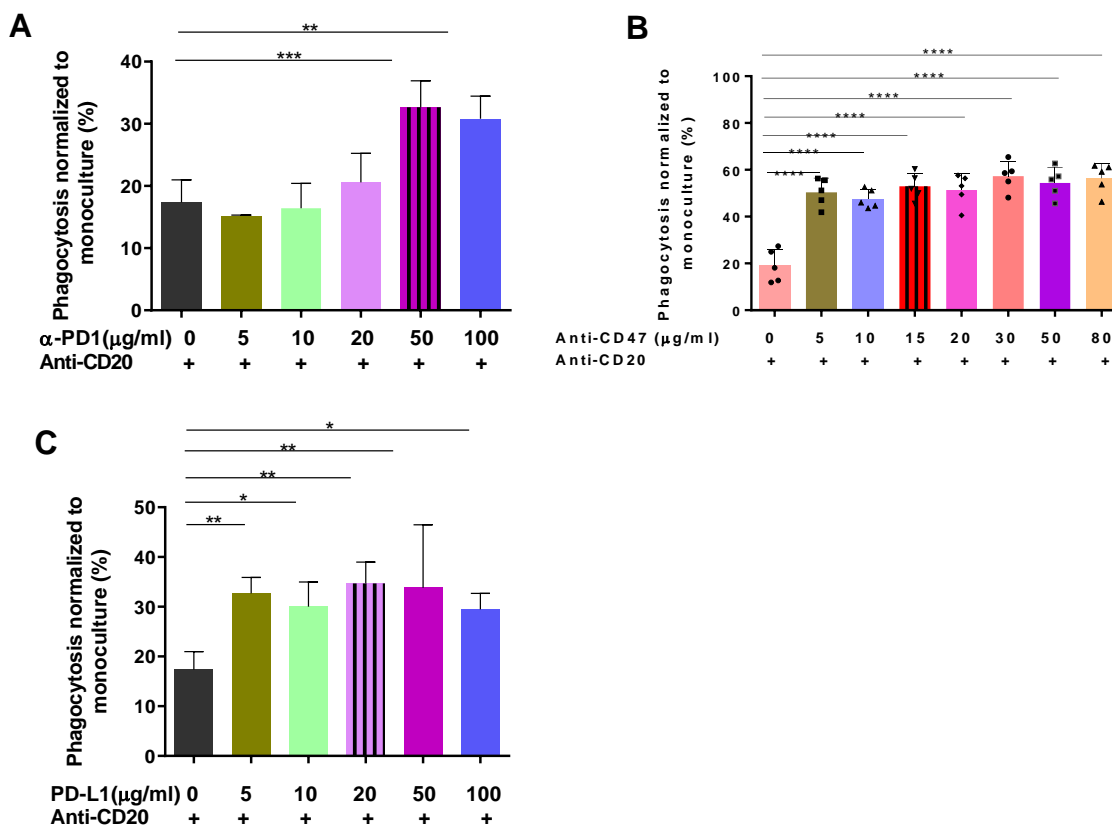 A
**
***
Phagocytosis normalized to
monoculture (%)
40
30
20
10
0
α-PD1(μg/ml) 0 5 10 20 50 100
Anti-CD20 + + + + + +
B
****
****
****
****
****
****
****
Phagocytosis normalized to
monoculture (%)
100
80
60
40
20
0
Anti-CD47 (μg/ml) 0 5 10 15 20 30 50 80
Anti-CD20 + + + + + + + +
C
*
**
**
*
**
Phagocytosis normalized to
monoculture (%)
50
40
30
20
10
0
PD-L1(μg/ml) 0 5 10 20 50 100
Anti-CD20 + + + + + +